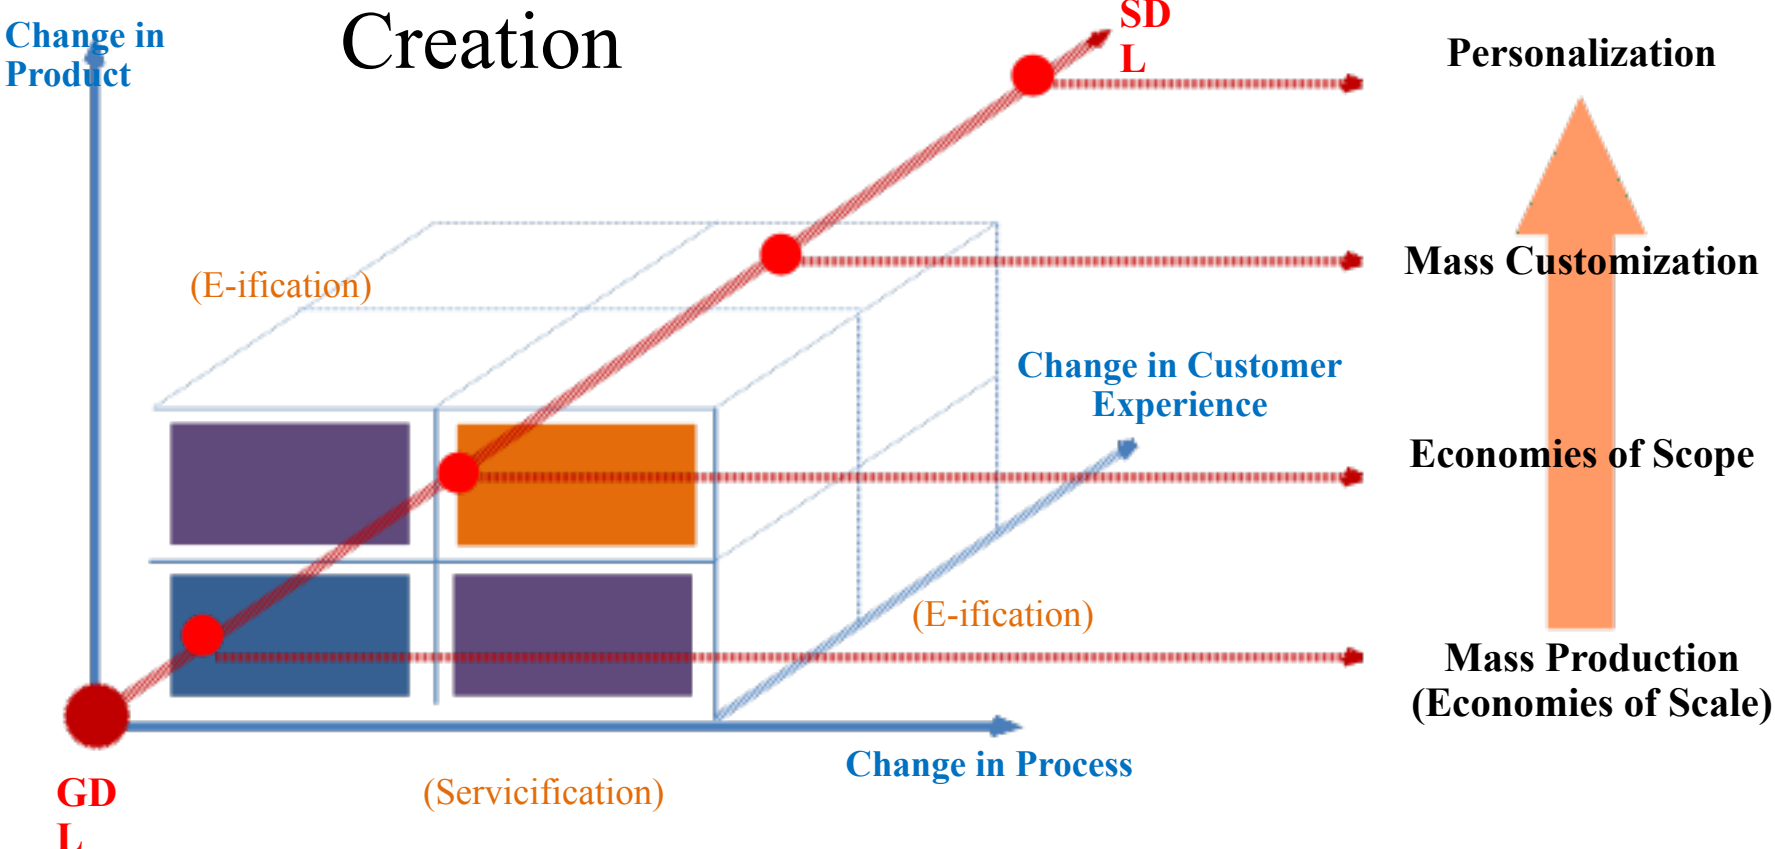 Change in
Product
Creation
SD
L
Personalization
(E-ification)
Mass Customization
Change in Customer
Experience
Economies of Scope
(E-ification)
Mass Production
(Economies of Scale)
Change in Process
(Servicification)
GD
L